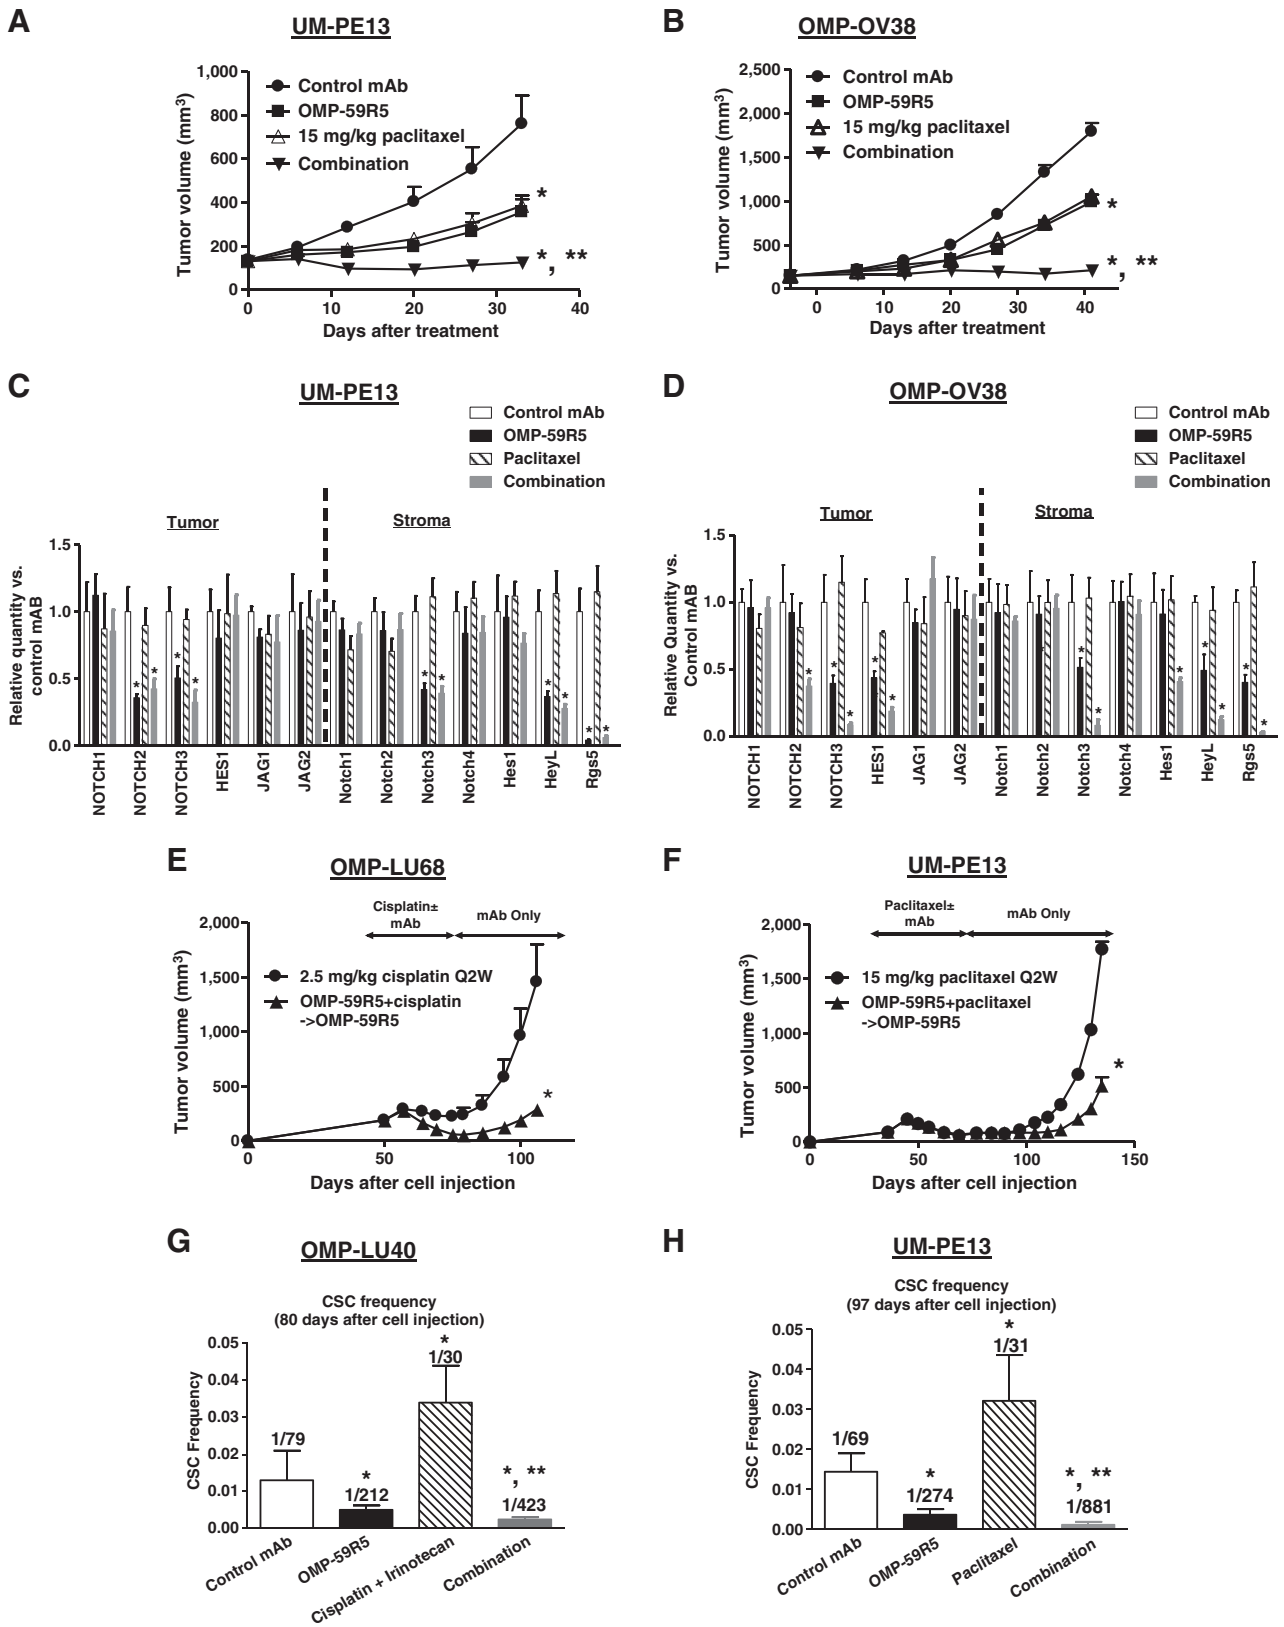 A
UM-PE13
1,000
800
600
400
200
0
Tumor volume (mm3)
Control mAb
OMP-59R5
15 mg/kg paclitaxel
Combination
*
*, **
0 10 20 30 40
Days after treatment
B
OMP-OV38
2,500
2,000
1,500
1,000
500
0
Tumor volume (mm3)
Control mAb
OMP-59R5
15 mg/kg paclitaxel
Combination
*
*, **
0 10 20 30 40
Days after treatment
C
UM-PE13
Control mAb
OMP-59R5
Paclitaxel
Combination
Tumor
Stroma
Relative quantity vs.
control mAB
1.5
1.0
0.5
0.0
* * * * * * * * * *
NOTCH1 NOTCH2 NOTCH3 HES1 JAG1 JAG2 Notch1 Notch2 Notch3 Notch4 Hes1 HeyL Rgs5
D
OMP-OV38
Control mAb
OMP-59R5
Paclitaxel
Combination
Tumor
Stroma
Relative Quantity vs.
Control mAB
1.5
1.0
0.5
0.0
* * * * * * * * * * * *
NOTCH1 NOTCH2 NOTCH3 HES1 JAG1 JAG2 Notch1 Notch2 Notch3 Notch4 Hes1 HeyL Rgs5
E
OMP-LU68
Cisplatin±
mAb
mAb Only
2,000
1,500
1,000
500
0
Tumor volume (mm3)
2.5 mg/kg cisplatin Q2W
OMP-59R5+cisplatin
->OMP-59R5
*
0 50 100
Days after cell injection
F
UM-PE13
Paclitaxel±
mAb
mAb Only
2,000
1,500
1,000
500
0
Tumor volume (mm3)
15 mg/kg paclitaxel Q2W
OMP-59R5+paclitaxel
->OMP-59R5
*
0 50 100 150
Days after cell injection
G
OMP-LU40
CSC frequency
(80 days after cell injection)
CSC Frequency
0.05
0.04
0.03
0.02
0.01
0.00
1/79
*
1/212
*
1/30
*, **
1/423
Control mAb
OMP-59R5
Cisplatin + Irinotecan
Combination
H
UM-PE13
CSC frequency
(97 days after cell injection)
CSC Frequency
0.05
0.04
0.03
0.02
0.01
0.00
1/69
*
1/274
*
1/31
*, **
1/881
Control mAb
OMP-59R5
Paclitaxel
Combination